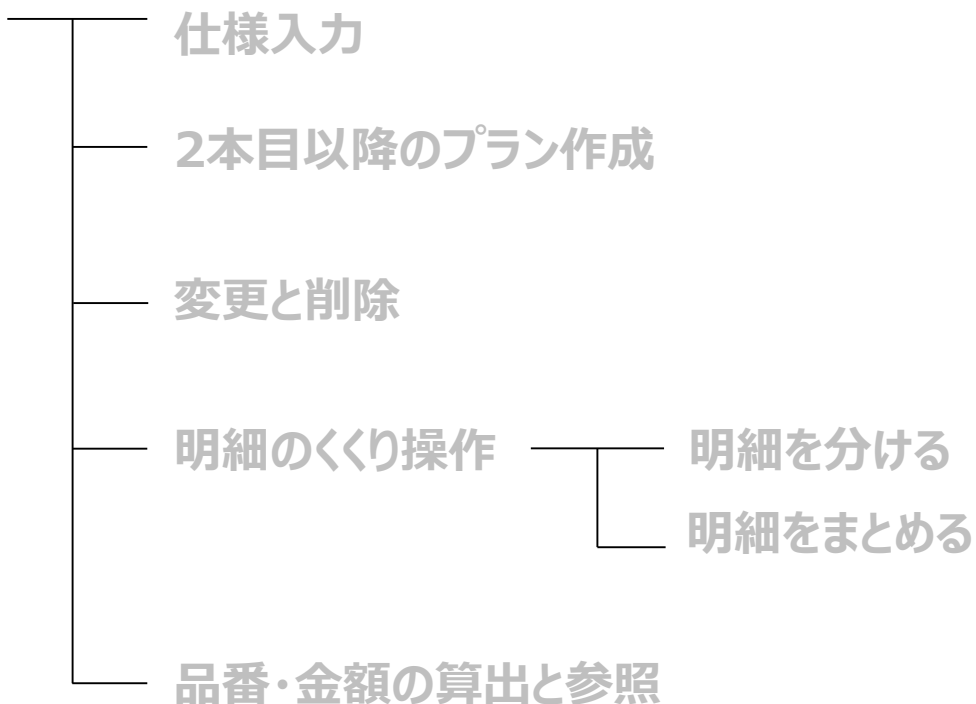 仕様入力
2本目以降のプラン作成
変更と削除
明細のくくり操作
明細を分ける
明細をまとめる
品番・金額の算出と参照